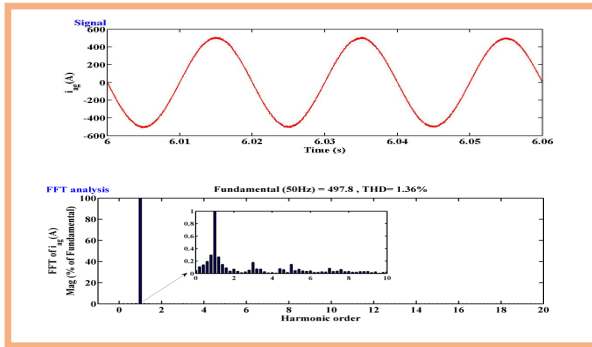 Signal
600
400
200
0
-200
-400
-600
i_ag(A)
6 6.01 6.02 6.03 6.04 6.05 6.06
Time (s)
FFT analysis
Fundamental (50Hz) = 497.8 , THD= 1.36%
100
80
60
40
20
0
FFT of i_ag(A)
Mag (% of Fundamental)
1
0.8
0.6
0.4
0.2
0
0 2 4 6 8 10
0 2 4 6 8 10 12 14 16 18 20
Harmonic order